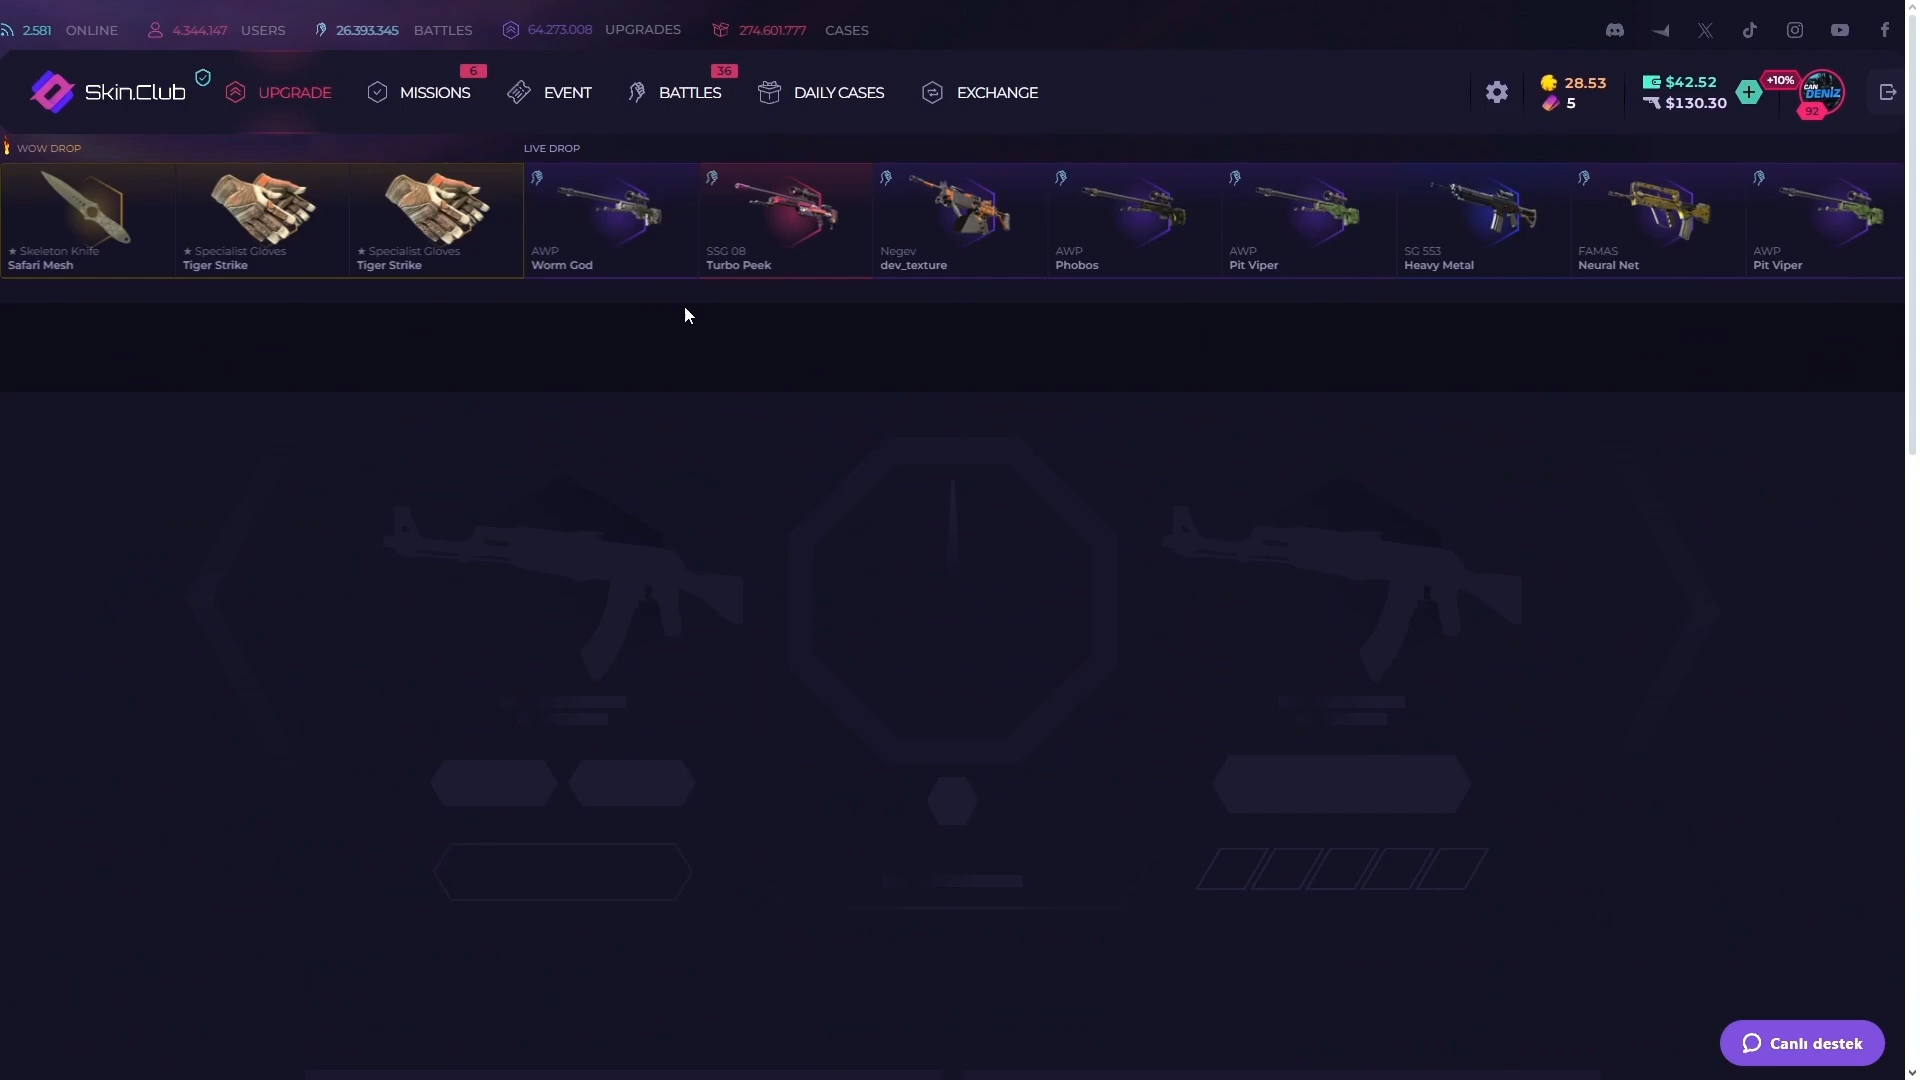 2.581 ONLINE 4.344.147 USERS 26.393.345 BATTLES 64.273.008 UPGRADES 274.601.777 CASES
Skin.Club UPGRADE MISSIONS 6 EVENT BATTLES 36 DAILY CASES EXCHANGE
28.53 $42.52 +10%
5 $130.30 CAN DENİZ 92
WOW DROP LIVE DROP
★ Skeleton Knife ★ Specialist Gloves ★ Specialist Gloves AWP SSG 08 Negev AWP AWP SG 553 FAMAS AWP
Safari Mesh Tiger Strike Tiger Strike Worm God Turbo Peek dev_texture Phobos Pit Viper Heavy Metal Neural Net Pit Viper
Canlı destek